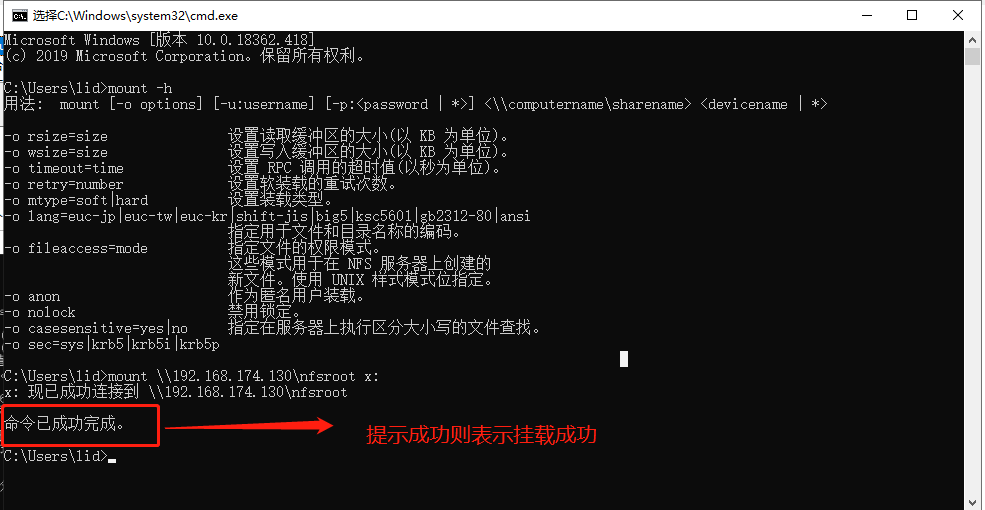 选择C:\Windows\system32\cmd.exe
Microsoft Windows [版本 10.0.18362.418]
(c) 2019 Microsoft Corporation。保留所有权利。
C:\Users\lid>mount -h
用法: mount [-o options] [-u:username] [-p:<password | *>] <\\computername\sharename> <devicename | *>
-o rsize=size 设置读取缓冲区的大小(以 KB 为单位)。
-o wsize=size 设置写入缓冲区的大小(以 KB 为单位)。
-o timeout=time 设置 RPC 调用的超时值(以秒为单位)。
-o retry=number 设置软装载的重试次数。
-o mtype=soft|hard 设置装载类型。
-o lang=euc-jp|euc-tw|euc-kr|shift-jis|big5|ksc5601|gb2312-80|ansi
指定用于文件和目录名称的编码。
-o fileaccess=mode 指定文件的权限模式。
这些模式用于在 NFS 服务器上创建的
新文件。使用 UNIX 样式模式位指定。
-o anon 作为匿名用户装载。
-o nolock 禁用锁定。
-o casesensitive=yes|no 指定在服务器上执行区分大小写的文件查找。
-o sec=sys|krb5|krb5i|krb5p
C:\Users\lid>mount \\192.168.174.130\nfsroot x:
x: 现已成功连接到 \\192.168.174.130\nfsroot
命令已成功完成。
提示成功则表示挂载成功
C:\Users\lid>